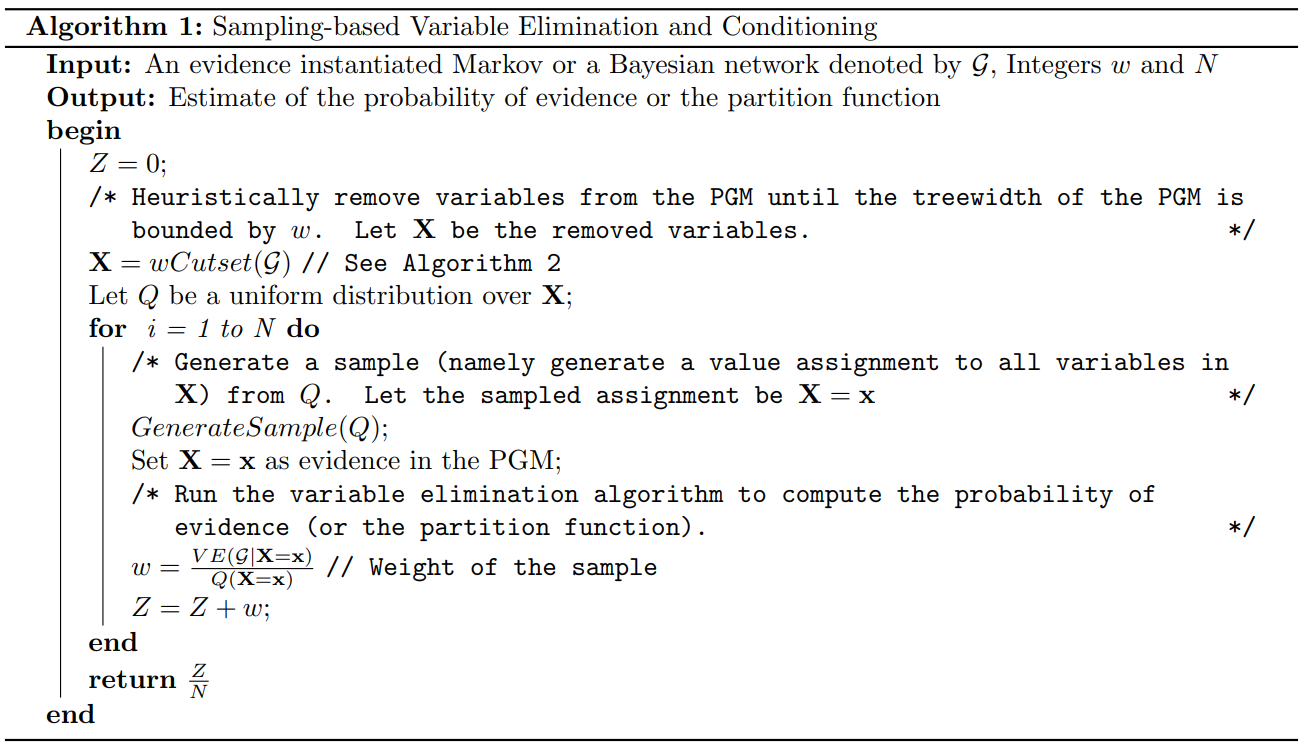 Algorithm 1: Sampling-based Variable Elimination and Conditioning
Input: An evidence instantiated Markov or a Bayesian network denoted by 𝒢, Integers w and N
Output: Estimate of the probability of evidence or the partition function
begin
Z = 0;
/* Heuristically remove variables from the PGM until the treewidth of the PGM is
bounded by w. Let X be the removed variables. */
X = wCutset(𝒢) // See Algorithm 2
Let Q be a uniform distribution over X;
for i = 1 to N do
/* Generate a sample (namely generate a value assignment to all variables in
X) from Q. Let the sampled assignment be X = x */
GenerateSample(Q);
Set X = x as evidence in the PGM;
/* Run the variable elimination algorithm to compute the probability of
evidence (or the partition function). */
w = VE(𝒢|X=x)/Q(X=x) // Weight of the sample
Z = Z + w;
end
return Z/N
end